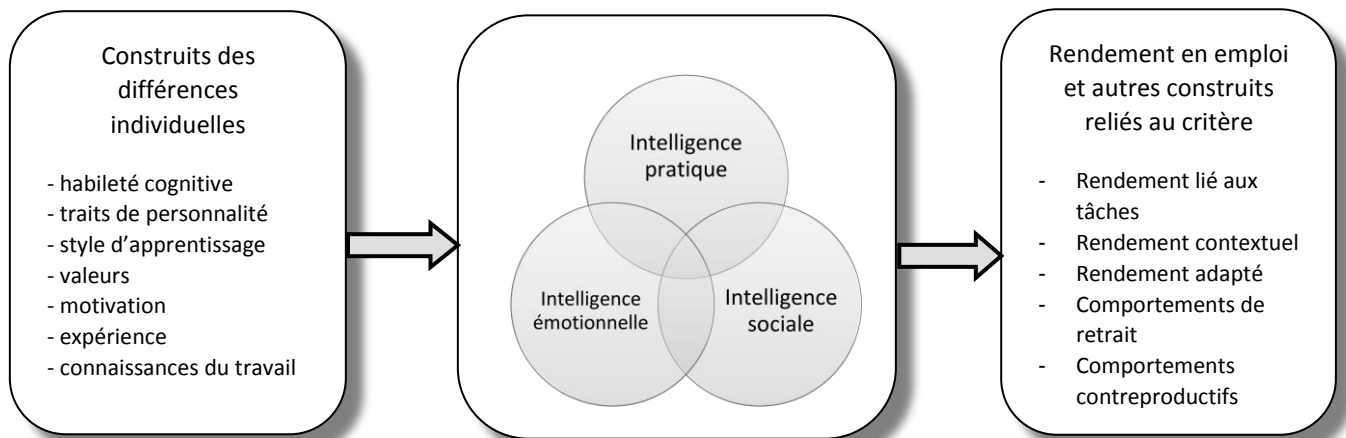 Construits des
différences
individuelles
- habileté cognitive
- traits de personnalité
- style d’apprentissage
- valeurs
- motivation
- expérience
- connaissances du travail
Intelligence
pratique
Intelligence
émotionnelle
Intelligence
sociale
Rendement en emploi
et autres construits
reliés au critère
- Rendement lié aux
tâches
- Rendement contextuel
- Rendement adapté
- Comportements de
retrait
- Comportements
contreproductifs